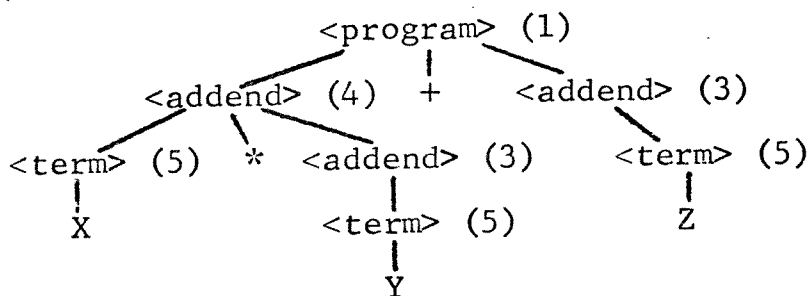 <program> (1)
<addend> (4) + <addend> (3)
<term> (5) * <addend> (3) <term> (5)
X <term> (5) Z
Y